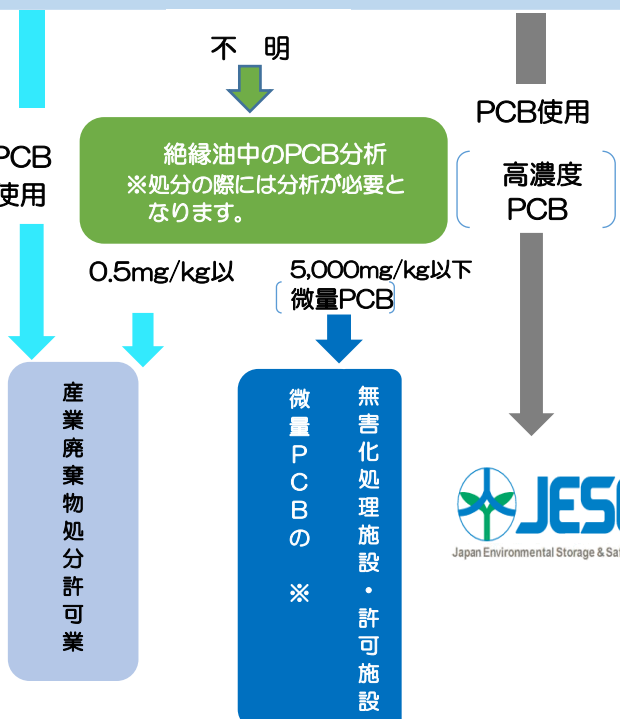 不 明
PCB使用
PCB
使用
絶縁油中のPCB分析
※処分の際には分析が必要と
なります。
高濃度
PCB
0.5mg/kg以
5,000mg/kg以下
微量PCB
産業廃棄物処分許可業
無害化処理施設・許可施設
微量PCBの ※
JES
Japan Environmental Storage & Sa